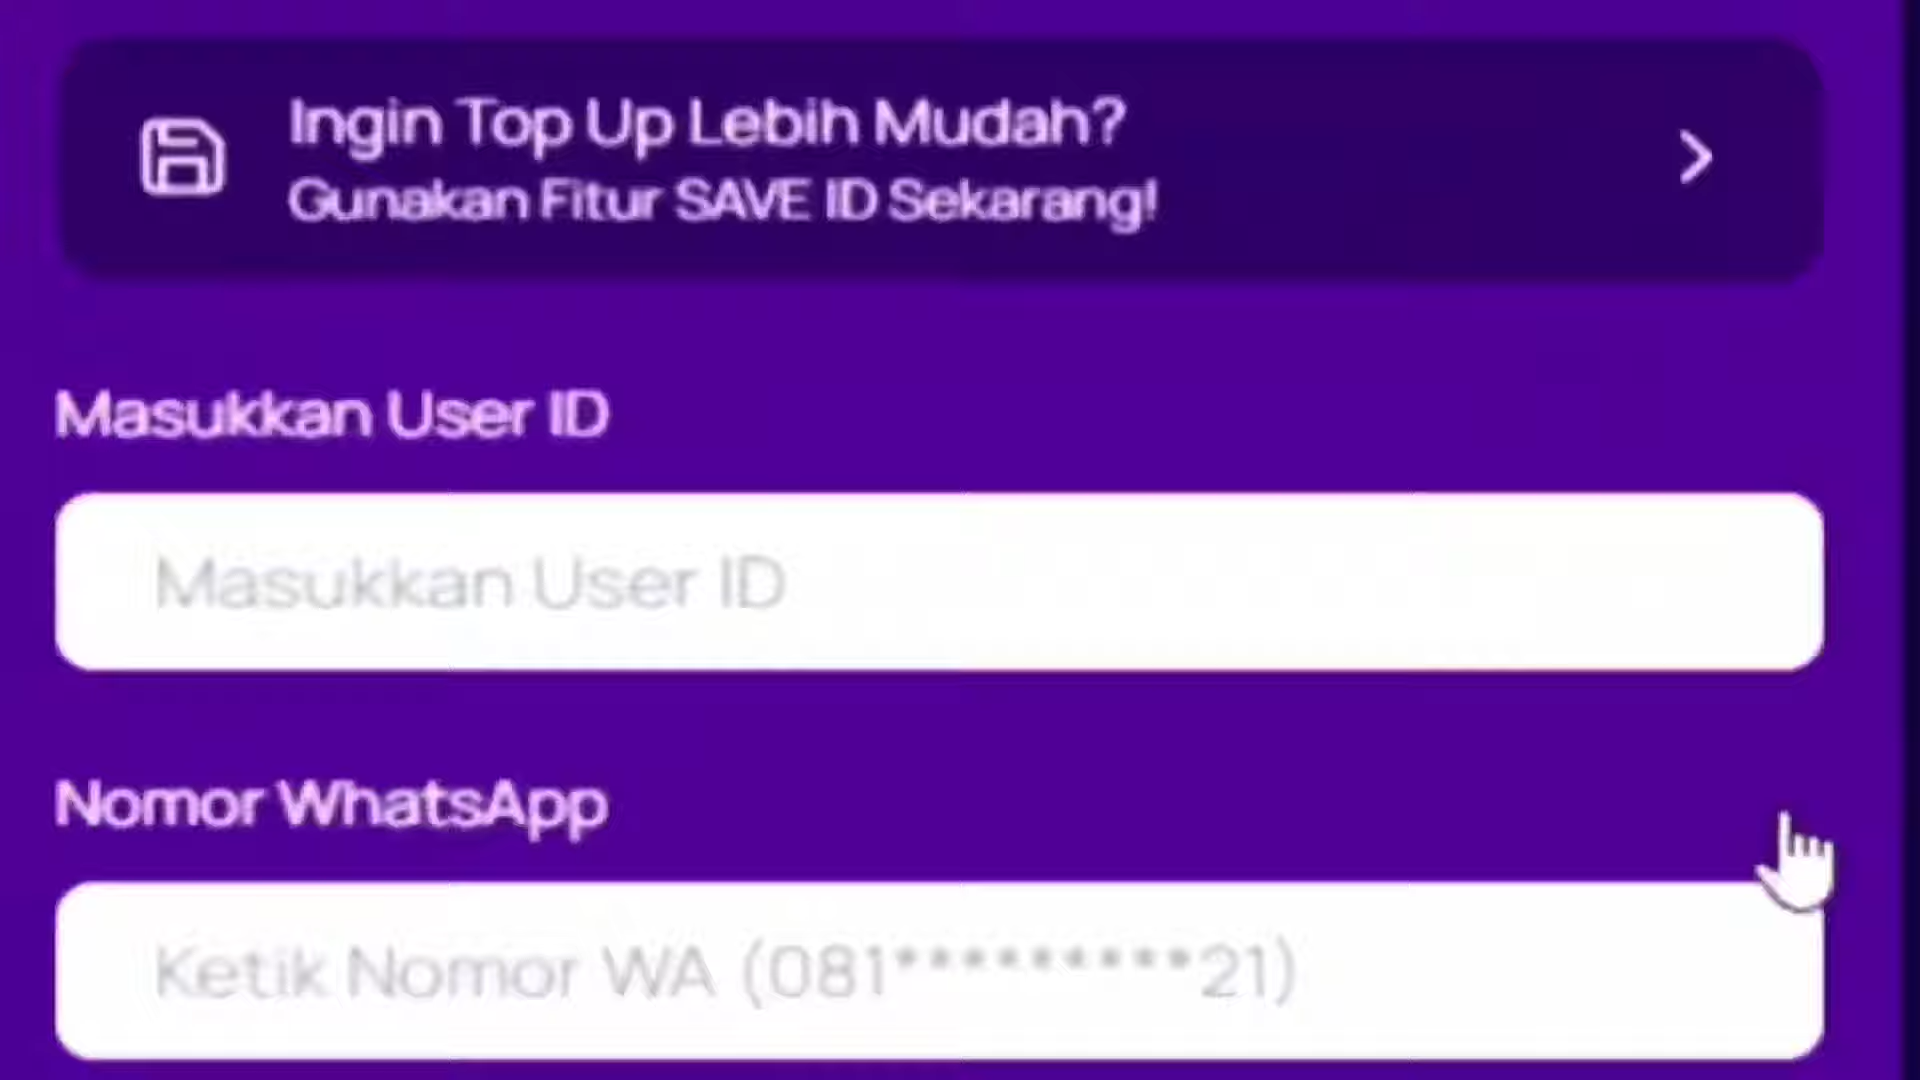 Ingin Top Up Lebih Mudah?
Gunakan Fitur SAVE ID Sekarang!
Masukkan User ID
Masukkan User ID
Nomor WhatsApp
Ketik Nomor WA (081*********21)